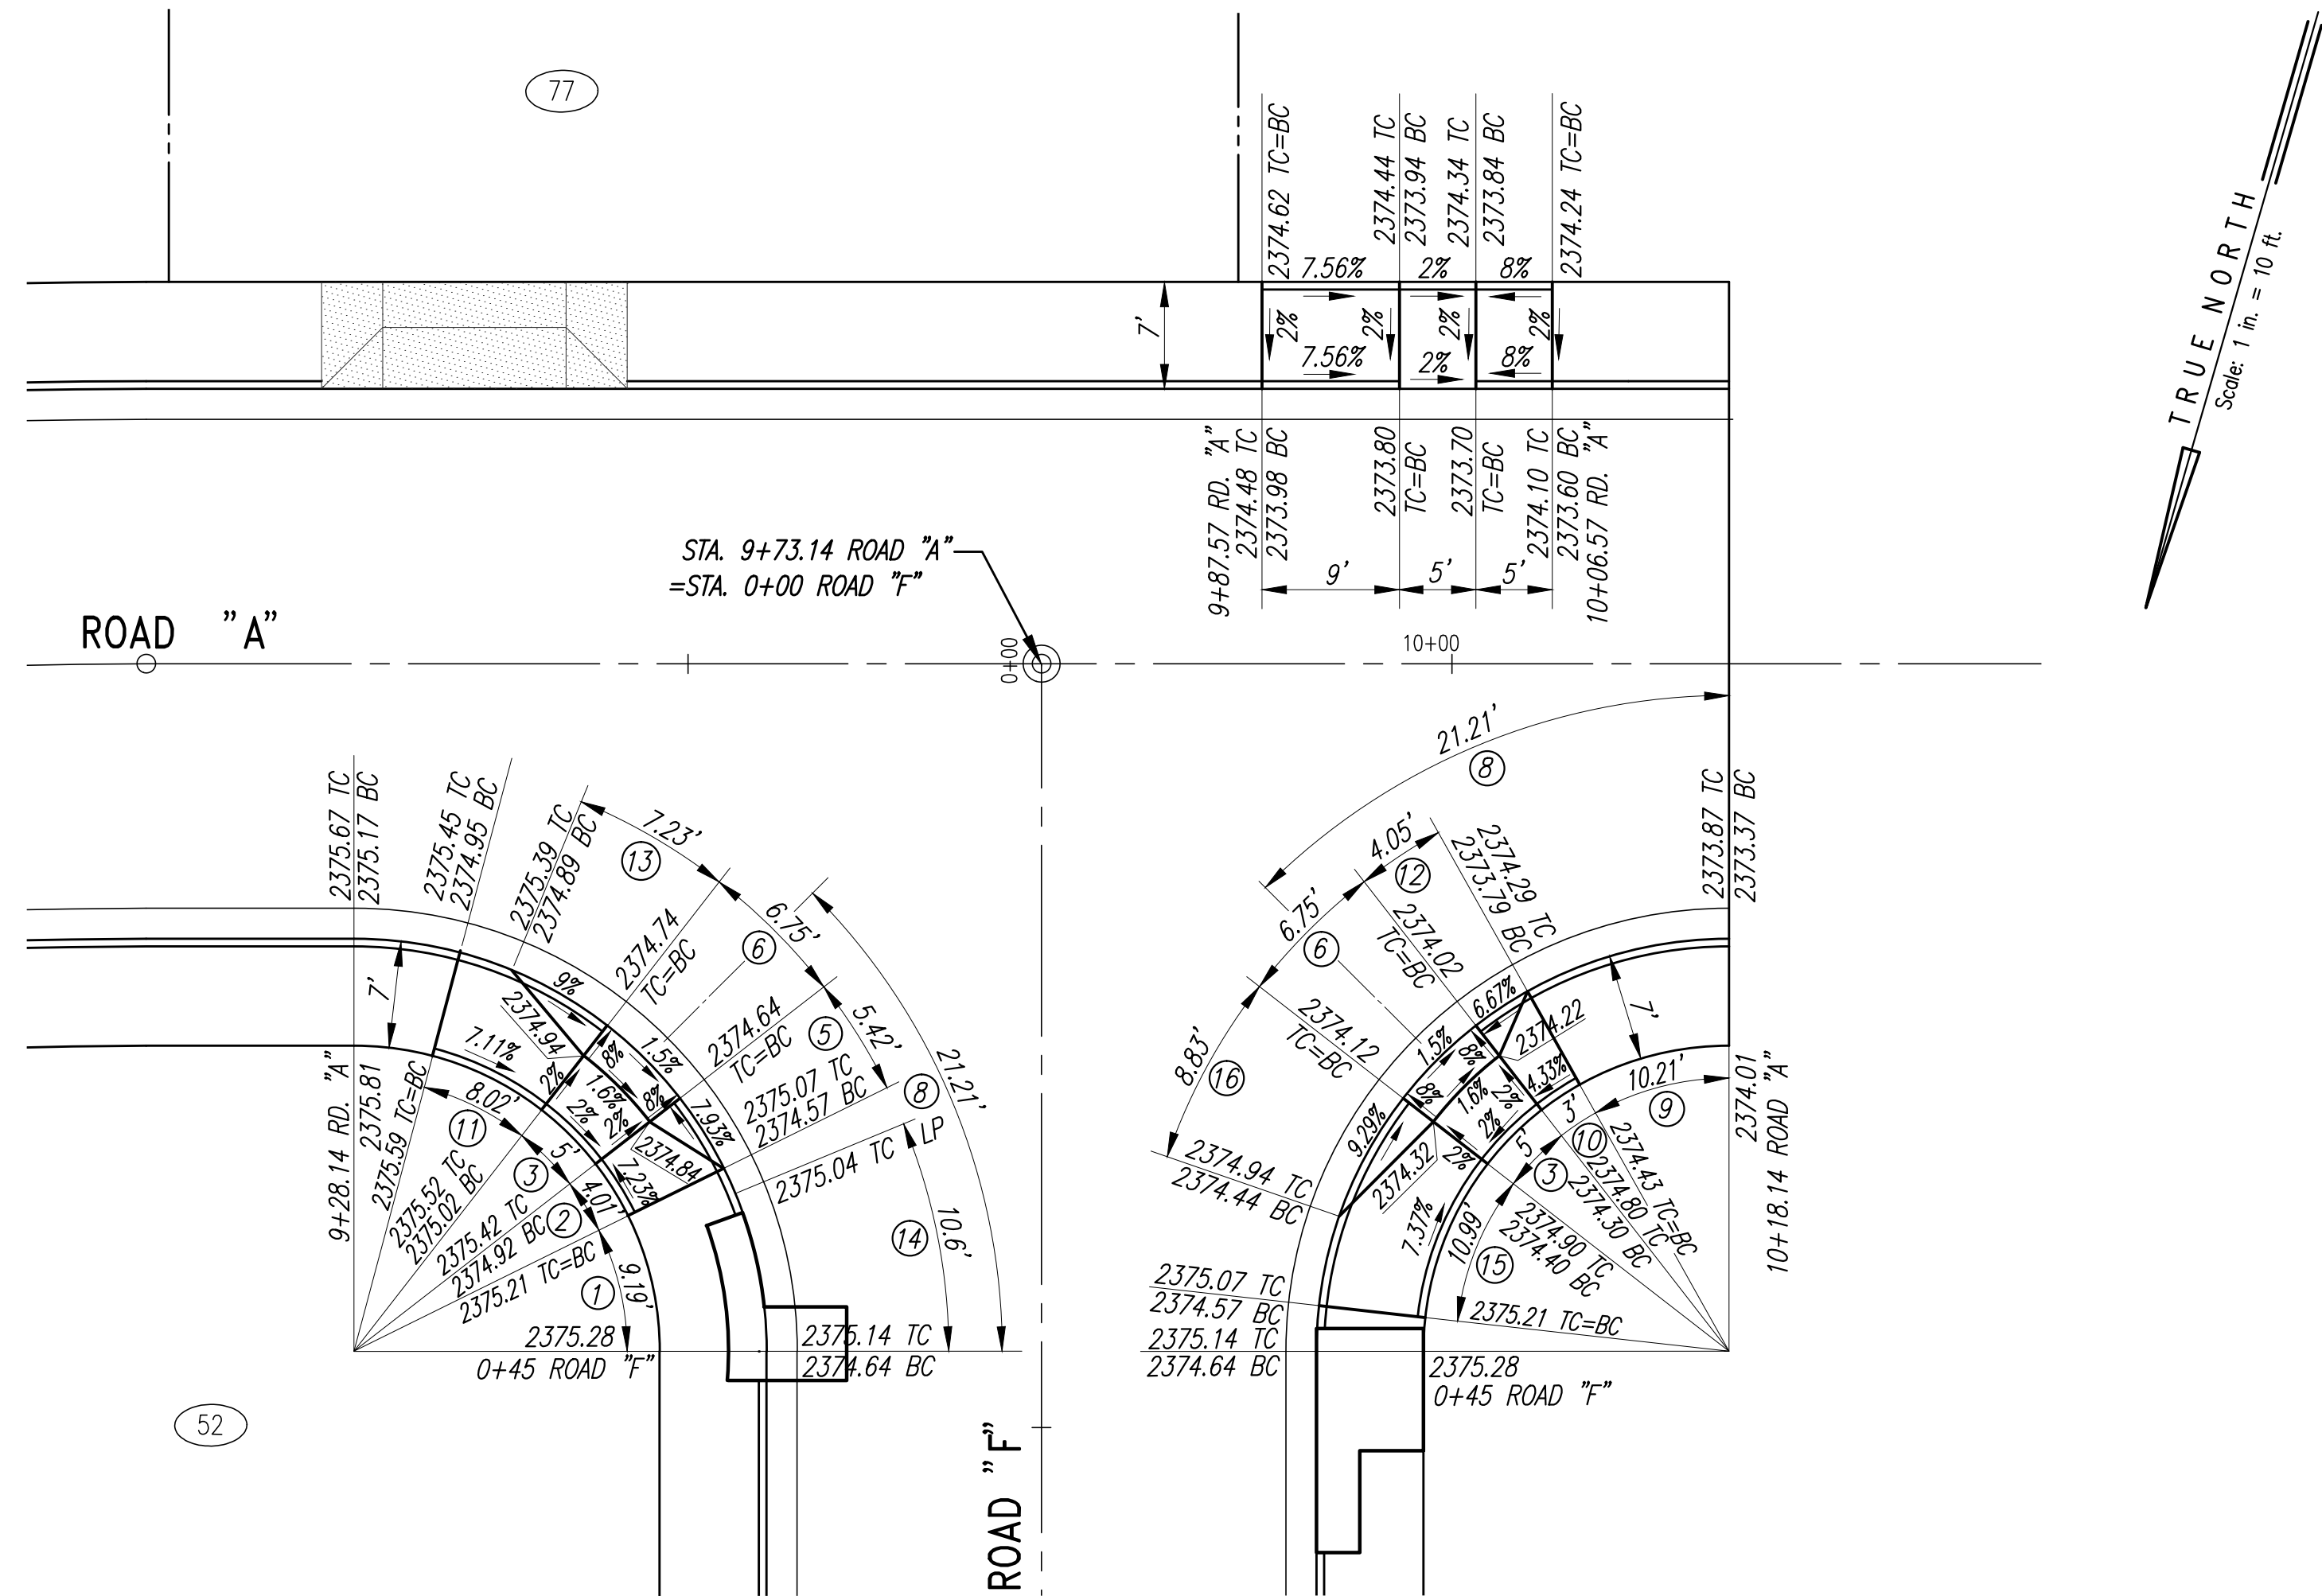 77
2374.62 TC=BC
2374.44 TC
2373.94 BC
2374.34 TC
2373.84 BC
2374.24 TC=BC
7.56%
2%
8%
2%
2%
2%
2%
7.56%
2%
8%
7'
9+87.57 RD. "A"
2374.48 TC
2373.98 BC
2373.80
TC=BC
2373.70
TC=BC
2374.10 TC
2373.60 BC
10+06.57 RD. "A"
9'
5'
5'
TRUE NORTH
Scale: 1 in. = 10 ft.
STA. 9+73.14 ROAD "A"
=STA. 0+00 ROAD "F"
ROAD "A"
0+00
10+00
2375.67 TC
2375.17 BC
2375.45 TC
2374.95 BC
2375.39 TC
2374.89 BC
7.23'
13
2374.74
TC=BC
6.75'
6
2374.64
TC=BC
5
5.42'
2375.07 TC
2374.57 BC
8
21.21'
2375.04 TC LP
14
10.6'
7'
9%
2374.94
7.11%
2%
8%
1.5%
1.6%
8%
2%
2%
7.93%
2374.84
7.23%
9+28.14 RD. "A"
2375.81
2375.59 TC=BC
8.02'
11
5'
3
4.01'
2
9.19'
1
2375.52 TC
2375.02 BC
2375.42 TC
2374.92 BC
2375.21 TC=BC
2375.28
0+45 ROAD "F"
2375.14 TC
2374.64 BC
52
ROAD "F"
21.21'
8
4.05'
12
6.75'
6
8.83'
16
2374.29 TC
2373.79 BC
2374.02
TC=BC
2374.12
TC=BC
2374.94 TC
2374.44 BC
2373.87 TC
2373.37 BC
6.67%
2374.22
1.5%
8%
8%
1.6%
2%
2%
4.33%
9.29%
2374.32
2%
7.37%
7'
10.21'
9
3'
10
5'
3
10.99'
15
2374.43 TC=BC
2374.80 TC
2374.30 BC
2374.90 TC
2374.40 BC
2375.21 TC=BC
2374.01
10+18.14 ROAD "A"
2375.07 TC
2374.57 BC
2375.14 TC
2374.64 BC
2375.28
0+45 ROAD "F"